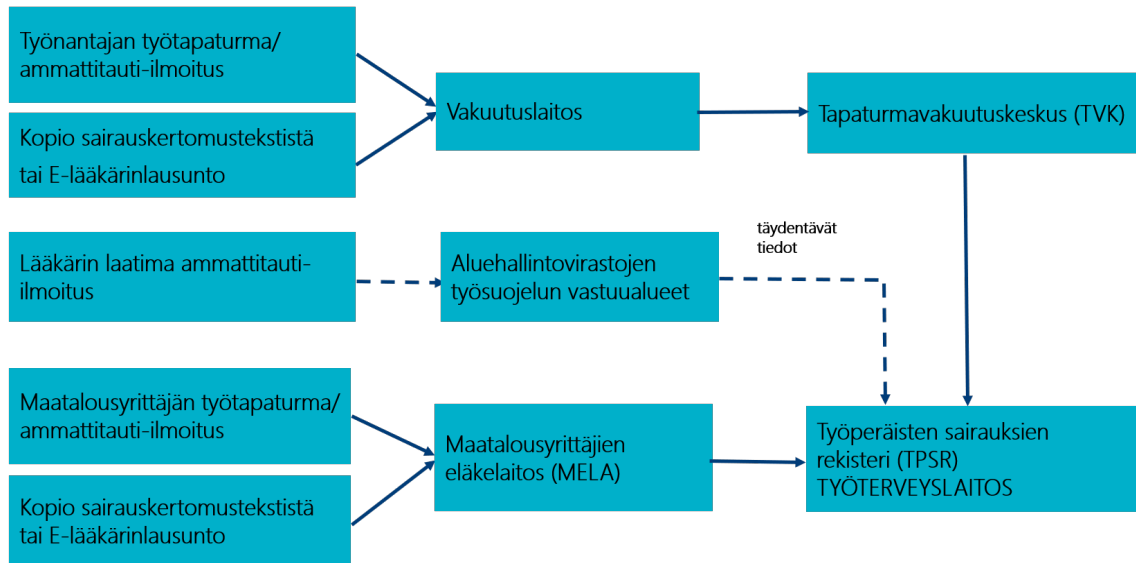 Työnantajan työtapaturma/
ammattitauti-ilmoitus
Kopio sairauskertomustekstistä
tai E-lääkärinlausunto
Vakuutuslaitos
Tapaturmavakuutuskeskus (TVK)
Lääkärin laatima ammattitauti-
ilmoitus
Aluehallintovirastojen
työsuojelun vastuualueet
täydentävät
tiedot
Maatalousyrittäjän työtapaturma/
ammattitauti-ilmoitus
Kopio sairauskertomustekstistä
tai E-lääkärinlausunto
Maatalousyrittäjien
eläkelaitos (MELA)
Työperäisten sairauksien
rekisteri (TPSR)
TYÖTERVEYSLAITOS